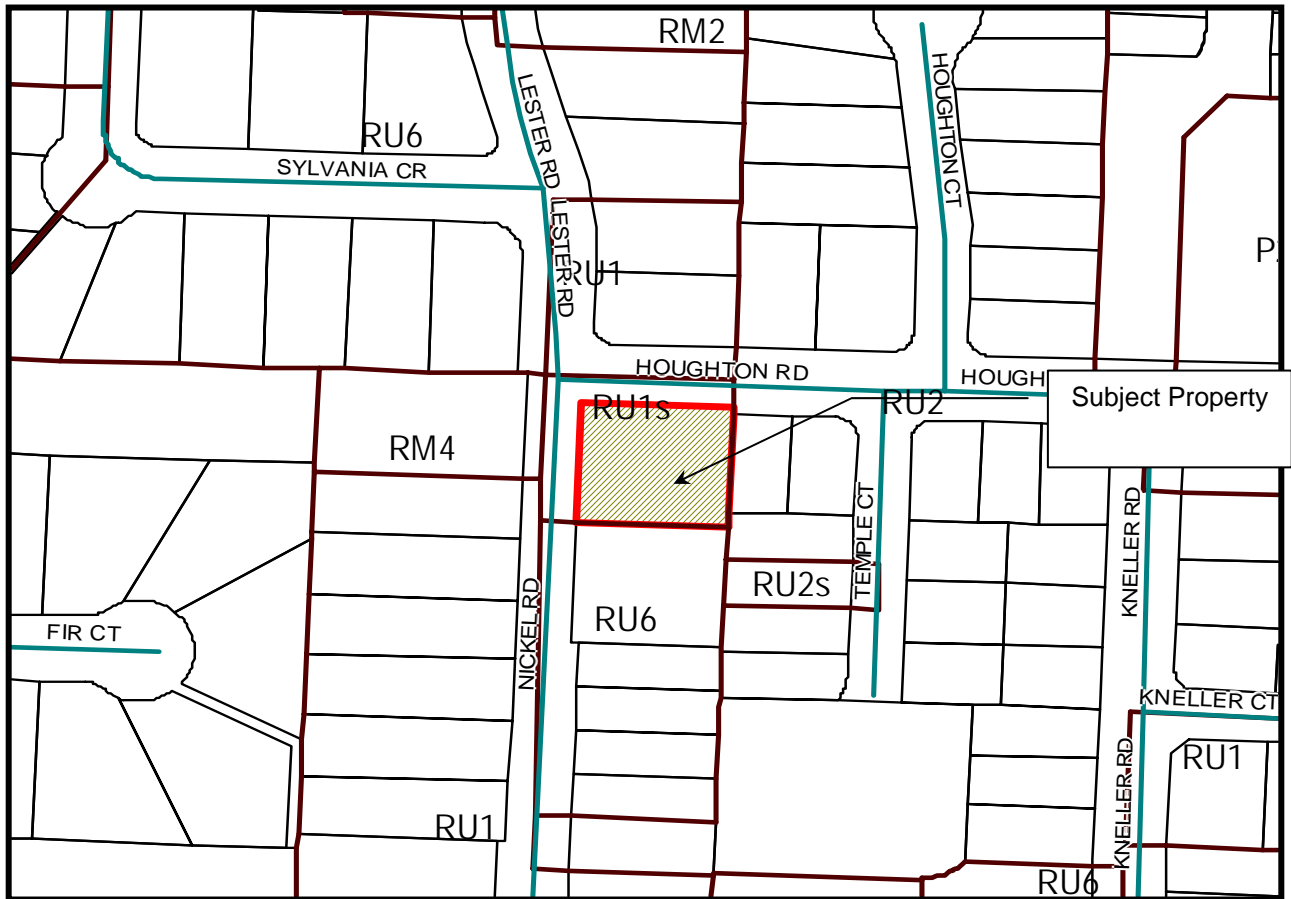 RM2
HOUGHTON CT
LESTER RD
RU6
SYLVANIA CR
LESTER RD
RU1
HOUGHTON RD
HOUGH
Subject Property
RU1s
RU2
RM4
TEMPLE CT
KNELLER RD
RU2s
NICKEL RD
RU6
FIR CT
KNELLER CT
RU1
KNELLER RD
RU1
RU6